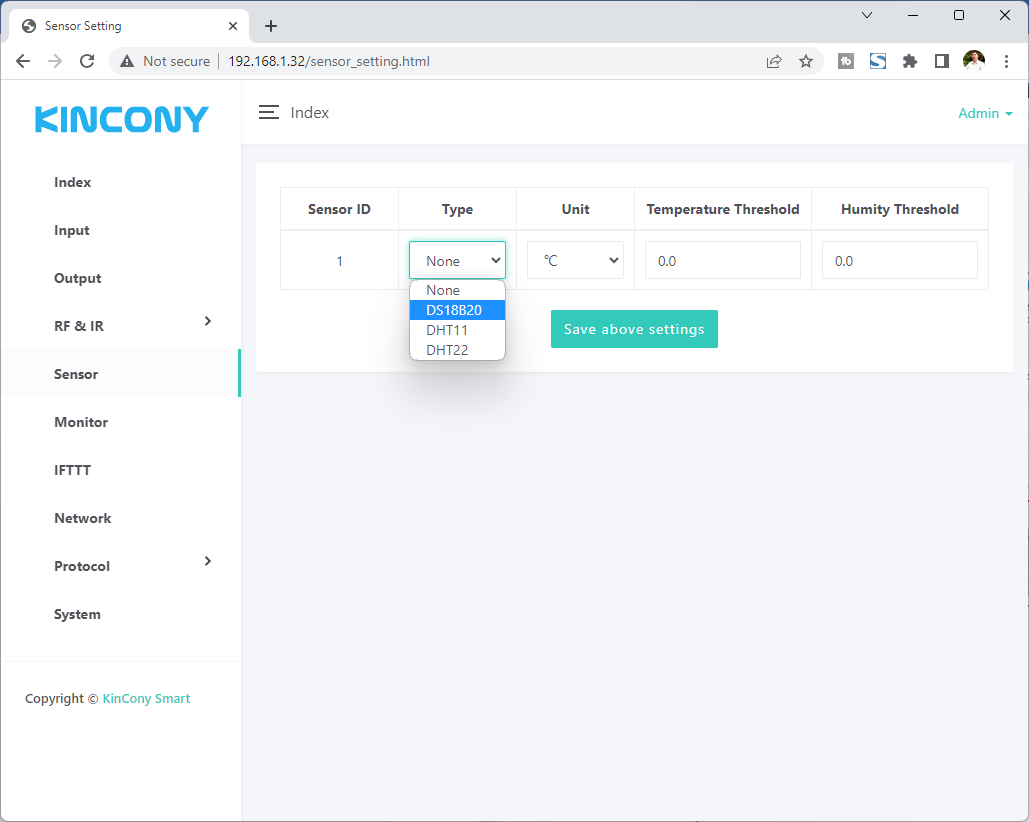 Sensor Setting
Not secure
192.168.1.32/sensor_setting.html
KINCONY
Index
Admin
Index
Input
Output
RF & IR
Sensor
Monitor
IFTTT
Network
Protocol
System
Copyright © KinCony Smart
Sensor ID Type Unit Temperature Threshold Humity Threshold
1 None ℃ 0.0 0.0
None
DS18B20
DHT11
DHT22
Save above settings